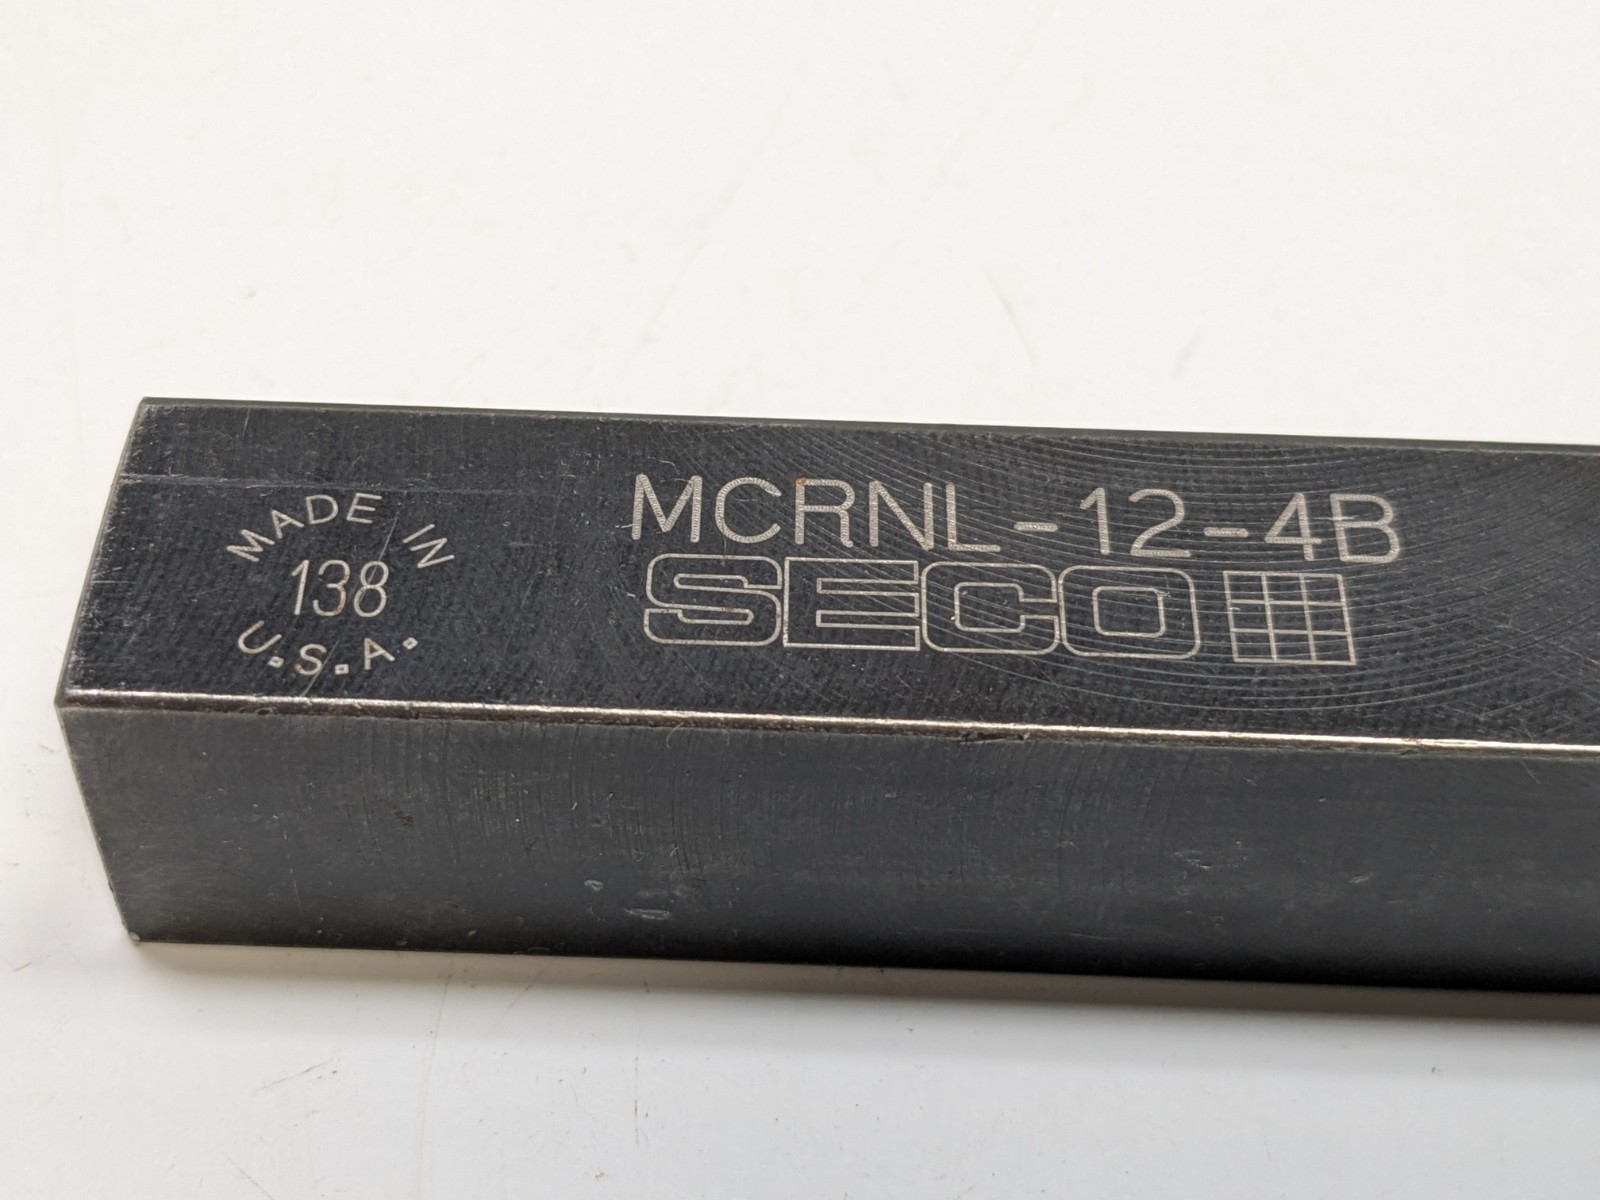 MADE IN
138
U.S.A.
MCRNL-12-4B
SECO